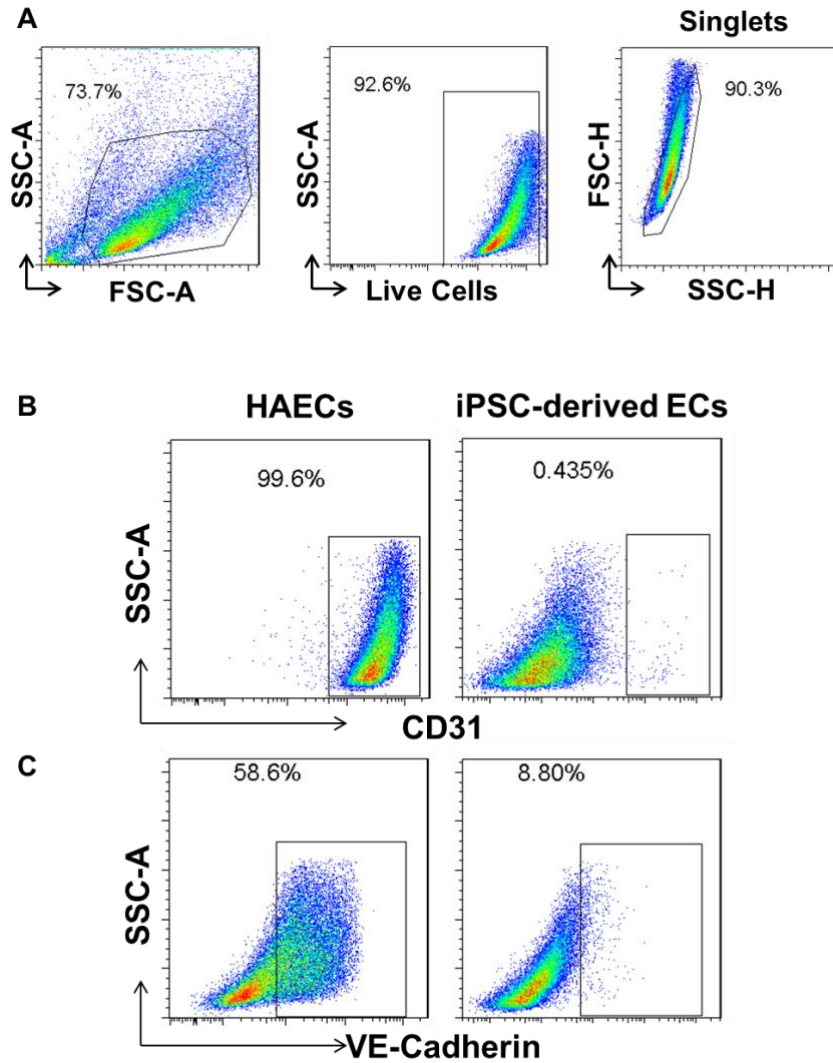 A
Singlets
73.7%
92.6%
90.3%
SSC-A
SSC-A
FSC-H
FSC-A
Live Cells
SSC-H
B
HAECs
iPSC-derived ECs
99.6%
0.435%
SSC-A
CD31
C
58.6%
8.80%
SSC-A
VE-Cadherin